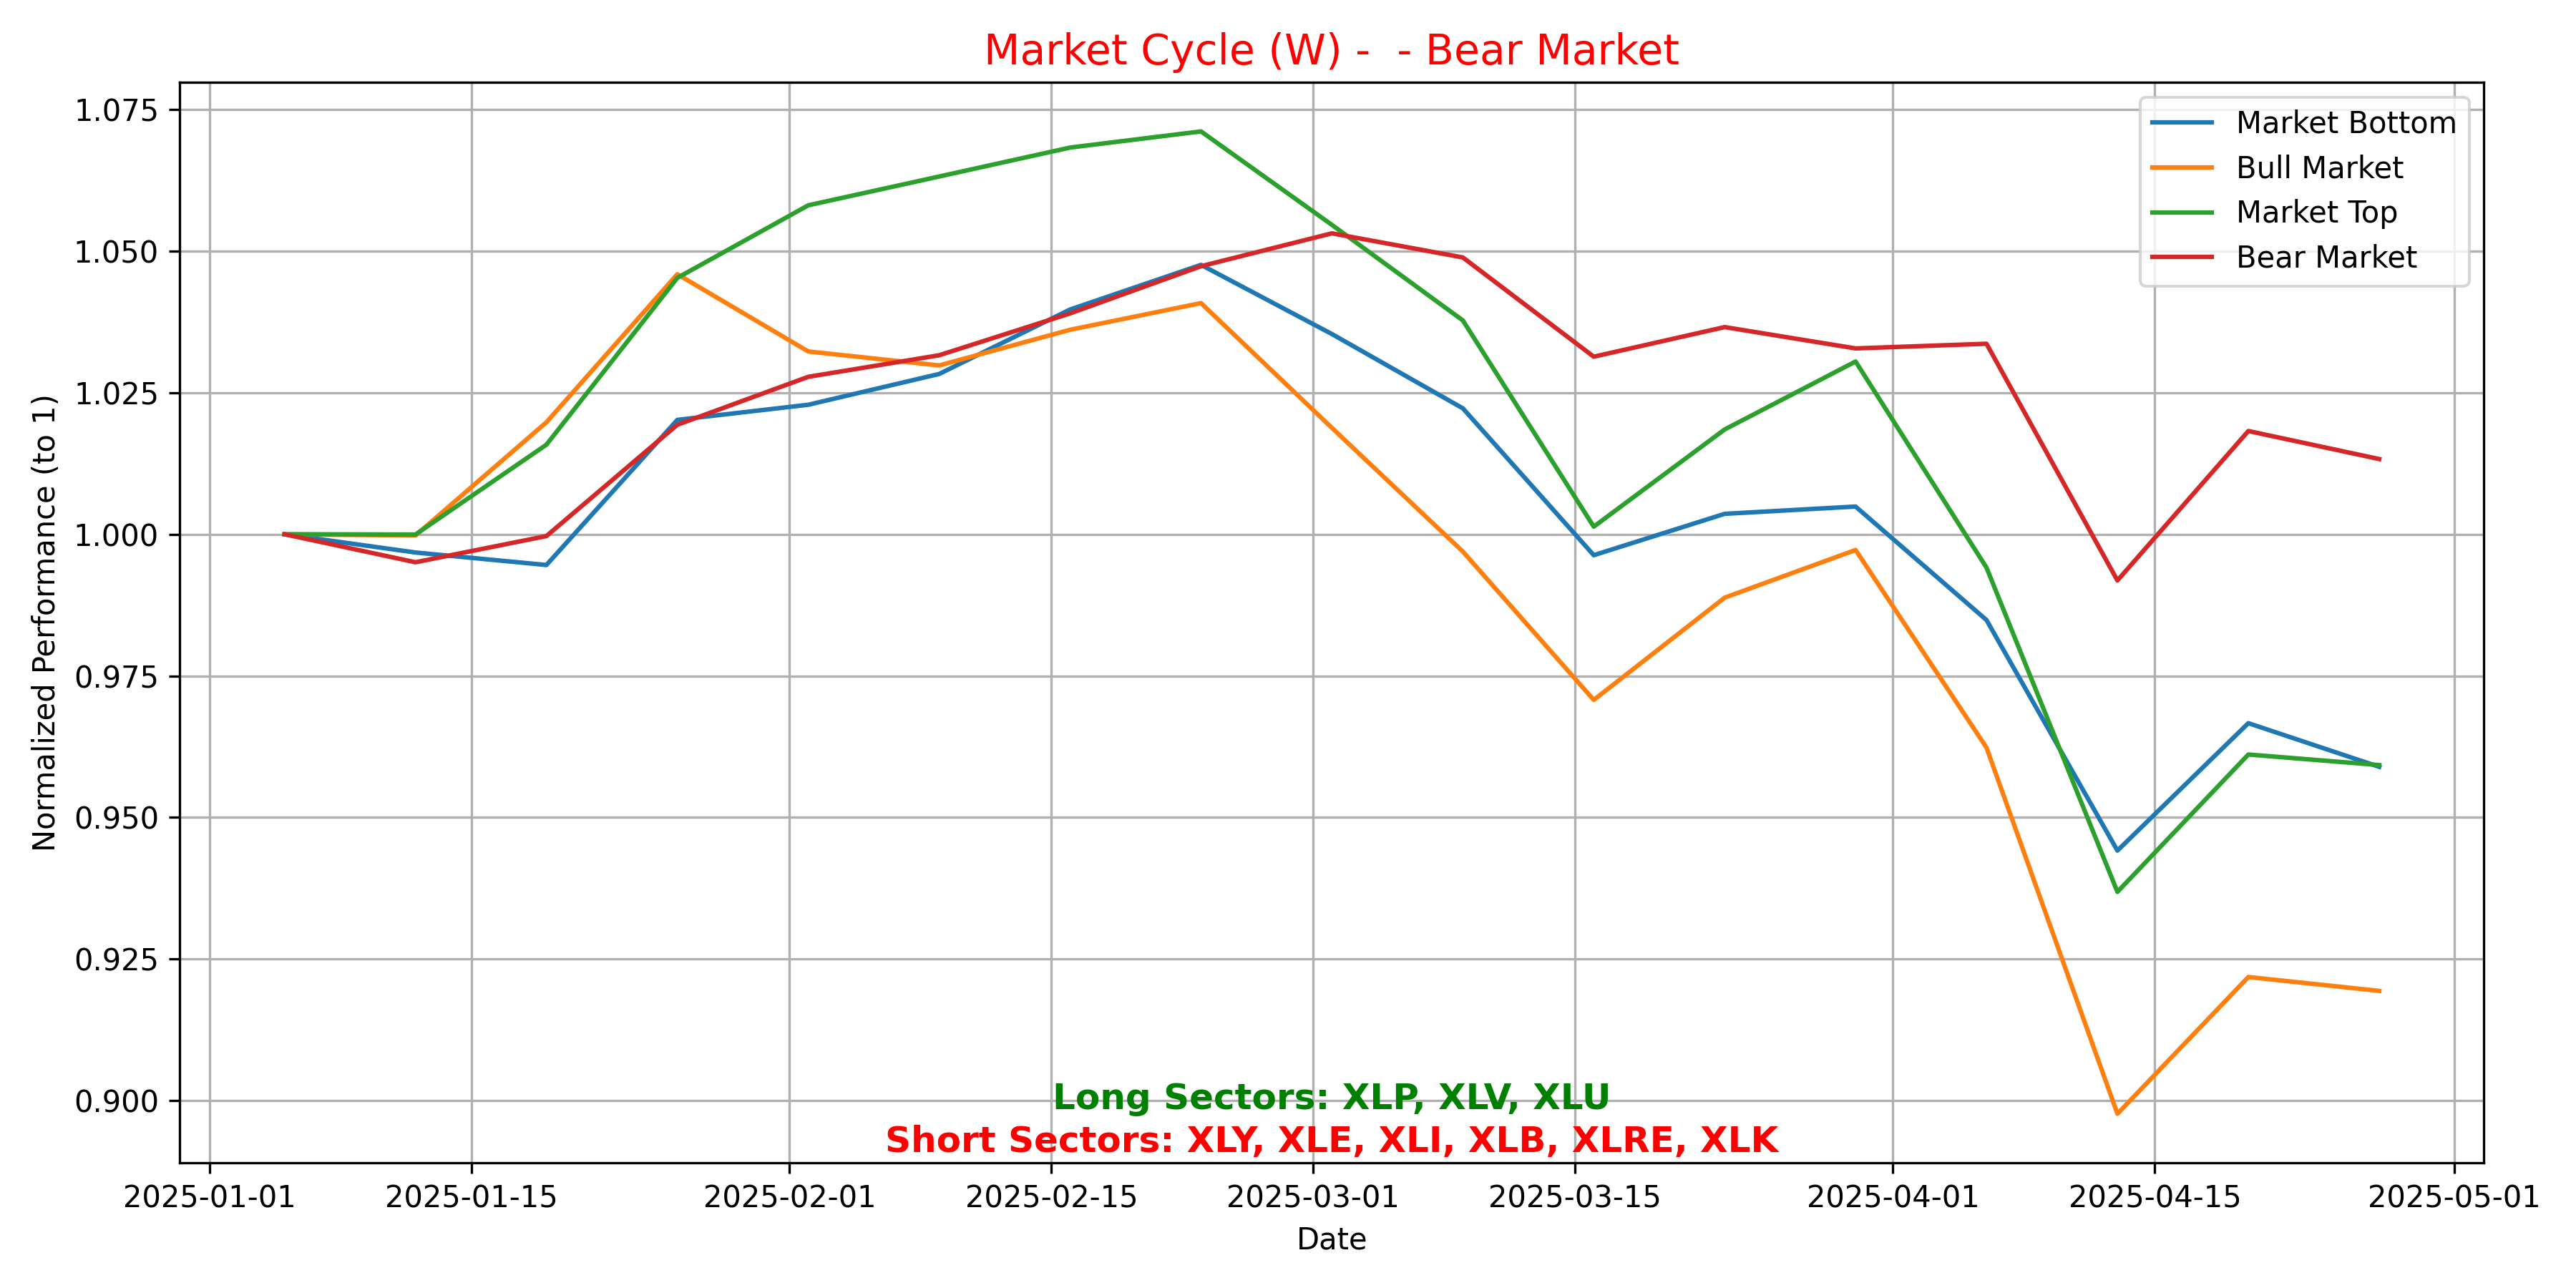 Market Cycle (W) -  - Bear Market
Normalized Performance (to 1)
1.075
1.050
1.025
1.000
0.975
0.950
0.925
0.900
Market Bottom
Bull Market
Market Top
Bear Market
Long Sectors: XLP, XLV, XLU
Short Sectors: XLY, XLE, XLI, XLB, XLRE, XLK
2025-01-01 2025-01-15 2025-02-01 2025-02-15 2025-03-01 2025-03-15 2025-04-01 2025-04-15 2025-05-01
Date